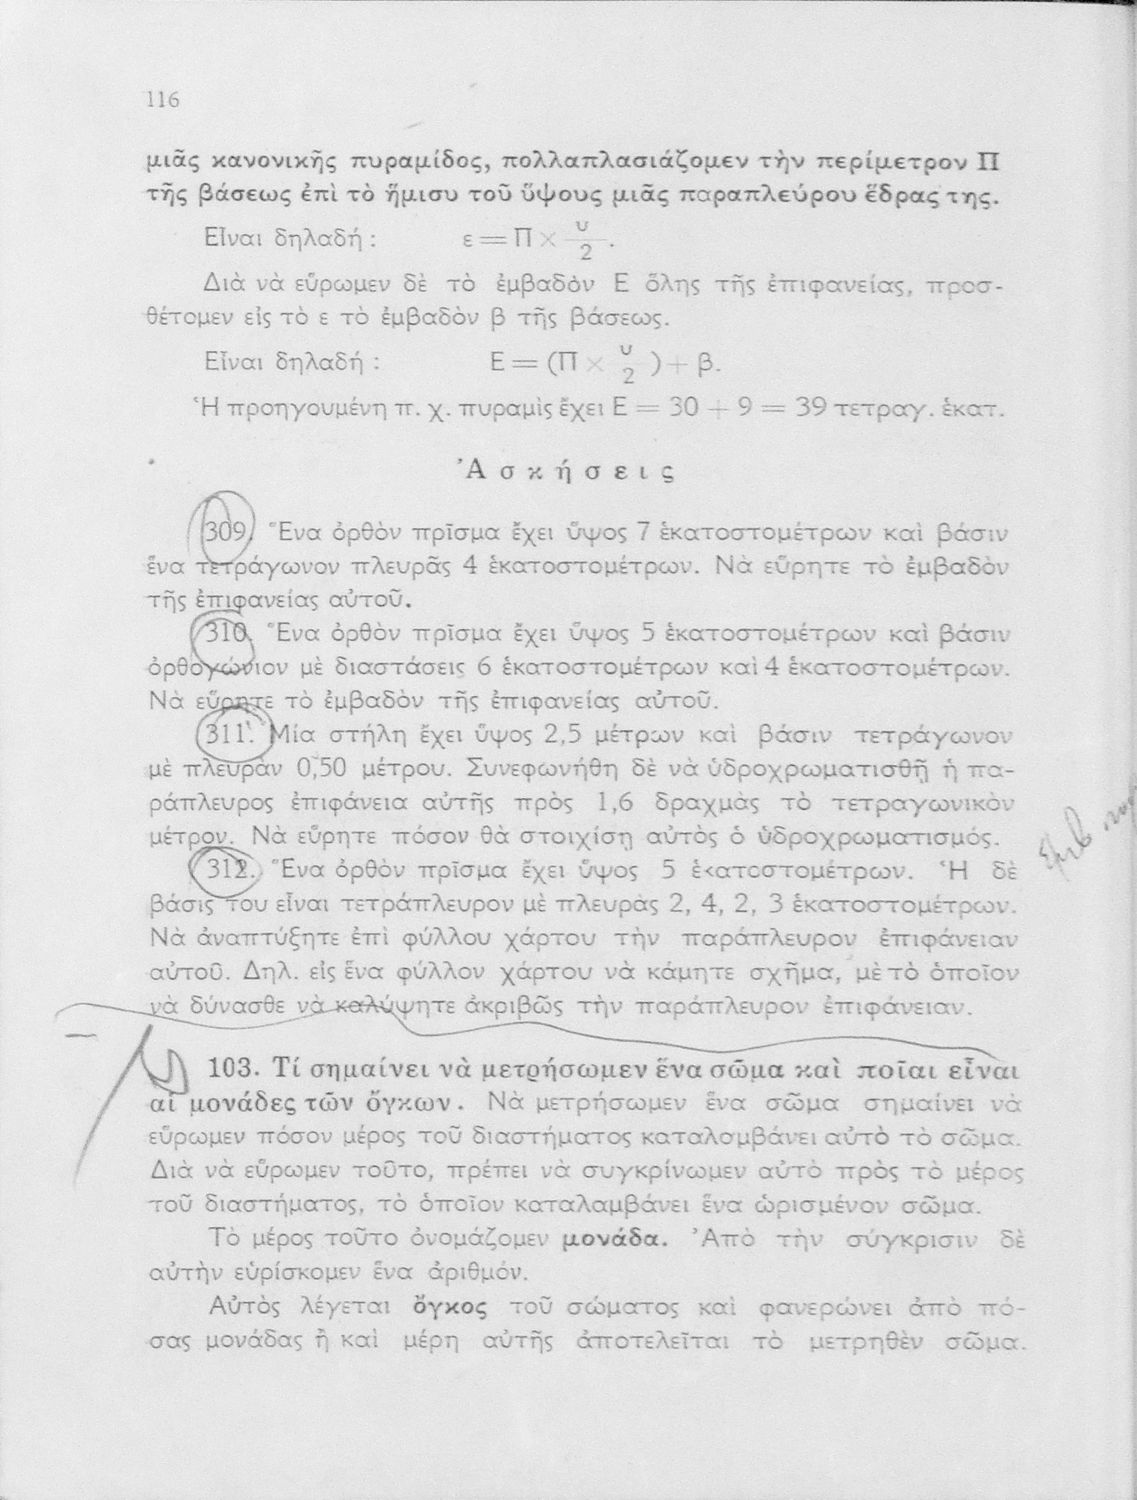 116
μιᾶς κανονικῆς πυραμίδος, πολλαπλασιάζομεν τὴν περίμετρον Π
τῆς βάσεως ἐπὶ τὸ ἥμισυ τοῦ ὕψους μιᾶς παραπλεύρου ἕδρας της.
Εἶναι δηλαδή : ε = Π × υ/2.
Διὰ νὰ εὕρωμεν δὲ τὸ ἐμβαδὸν Ε ὅλης τῆς ἐπιφανείας, προσ-
θέτομεν εἰς τὸ ε τὸ ἐμβαδὸν β τῆς βάσεως.
Εἶναι δηλαδή : Ε = (Π × υ/2) + β.
Ἡ προηγουμένη π. χ. πυραμὶς ἔχει Ε = 30 + 9 = 39 τετραγ. ἑκατ.
Ἀσκήσεις
309. Ἕνα ὀρθὸν πρῖσμα ἔχει ὕψος 7 ἑκατοστομέτρων καὶ βάσιν
ἕνα τετράγωνον πλευρᾶς 4 ἑκατοστομέτρων. Νὰ εὕρητε τὸ ἐμβαδὸν
τῆς ἐπιφανείας αὐτοῦ.
310. Ἕνα ὀρθὸν πρῖσμα ἔχει ὕψος 5 ἑκατοστομέτρων καὶ βάσιν
ὀρθογώνιον μὲ διαστάσεις 6 ἑκατοστομέτρων καὶ 4 ἑκατοστομέτρων.
Νὰ εὕρητε τὸ ἐμβαδὸν τῆς ἐπιφανείας αὐτοῦ.
311. Μία στήλη ἔχει ὕψος 2,5 μέτρων καὶ βάσιν τετράγωνον
μὲ πλευρὰν 0,50 μέτρου. Συνεφωνήθη δὲ νὰ ὑδροχρωματισθῇ ἡ πα-
ράπλευρος ἐπιφάνεια αὐτῆς πρὸς 1,6 δραχμὰς τὸ τετραγωνικὸν
μέτρον. Νὰ εὕρητε πόσον θὰ στοιχίσῃ αὐτὸς ὁ ὑδροχρωματισμός.
312. Ἕνα ὀρθὸν πρῖσμα ἔχει ὕψος 5 ἑκατοστομέτρων. Ἡ δὲ
βάσις του εἶναι τετράπλευρον μὲ πλευρὰς 2, 4, 2, 3 ἑκατοστομέτρων.
Νὰ ἀναπτύξητε ἐπὶ φύλλου χάρτου τὴν παράπλευρον ἐπιφάνειαν
αὐτοῦ. Δηλ. εἰς ἕνα φύλλον χάρτου νὰ κάμητε σχῆμα, μὲ τὸ ὁποῖον
νὰ δύνασθε νὰ καλύψητε ἀκριβῶς τὴν παράπλευρον ἐπιφάνειαν.
103. Τί σημαίνει νὰ μετρήσωμεν ἕνα σῶμα καὶ ποῖαι εἶναι
αἱ μονάδες τῶν ὄγκων. Νὰ μετρήσωμεν ἕνα σῶμα σημαίνει νὰ
εὕρωμεν πόσον μέρος τοῦ διαστήματος καταλαμβάνει αὐτὸ τὸ σῶμα.
Διὰ νὰ εὕρωμεν τοῦτο, πρέπει νὰ συγκρίνωμεν αὐτὸ πρὸς τὸ μέρος
τοῦ διαστήματος, τὸ ὁποῖον καταλαμβάνει ἕνα ὡρισμένον σῶμα.
Τὸ μέρος τοῦτο ὀνομάζομεν μονάδα. Ἀπὸ τὴν σύγκρισιν δὲ
αὐτὴν εὑρίσκομεν ἕνα ἀριθμόν.
Αὐτὸς λέγεται ὄγκος τοῦ σώματος καὶ φανερώνει ἀπὸ πό-
σας μονάδας ἢ καὶ μέρη αὐτῆς ἀποτελεῖται τὸ μετρηθὲν σῶμα.